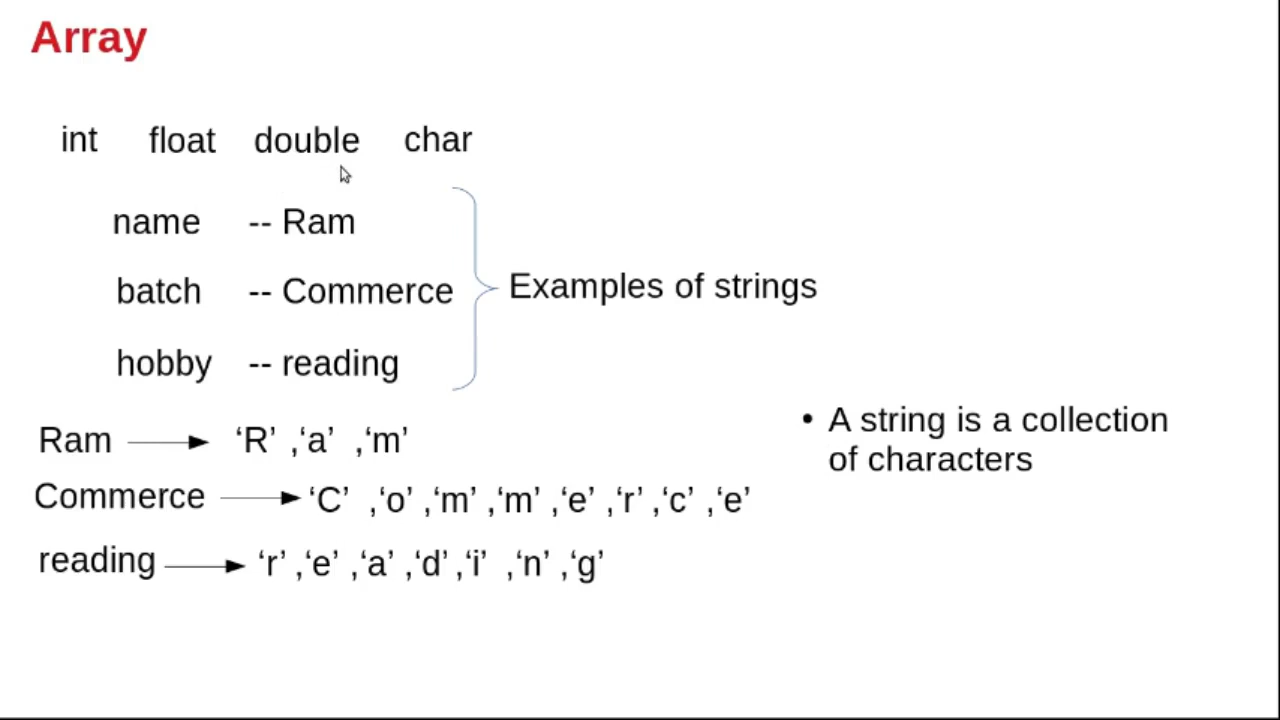 Array
int float double char
name -- Ram
batch -- Commerce
hobby -- reading
Examples of strings
Ram ‘R’ ,‘a’ ,‘m’
Commerce ‘C’ ,‘o’ ,‘m’ ,‘m’ ,‘e’ ,‘r’ ,‘c’ ,‘e’
reading ‘r’ ,‘e’ ,‘a’ ,‘d’ ,‘i’ ,‘n’ ,‘g’
• A string is a collection
of characters